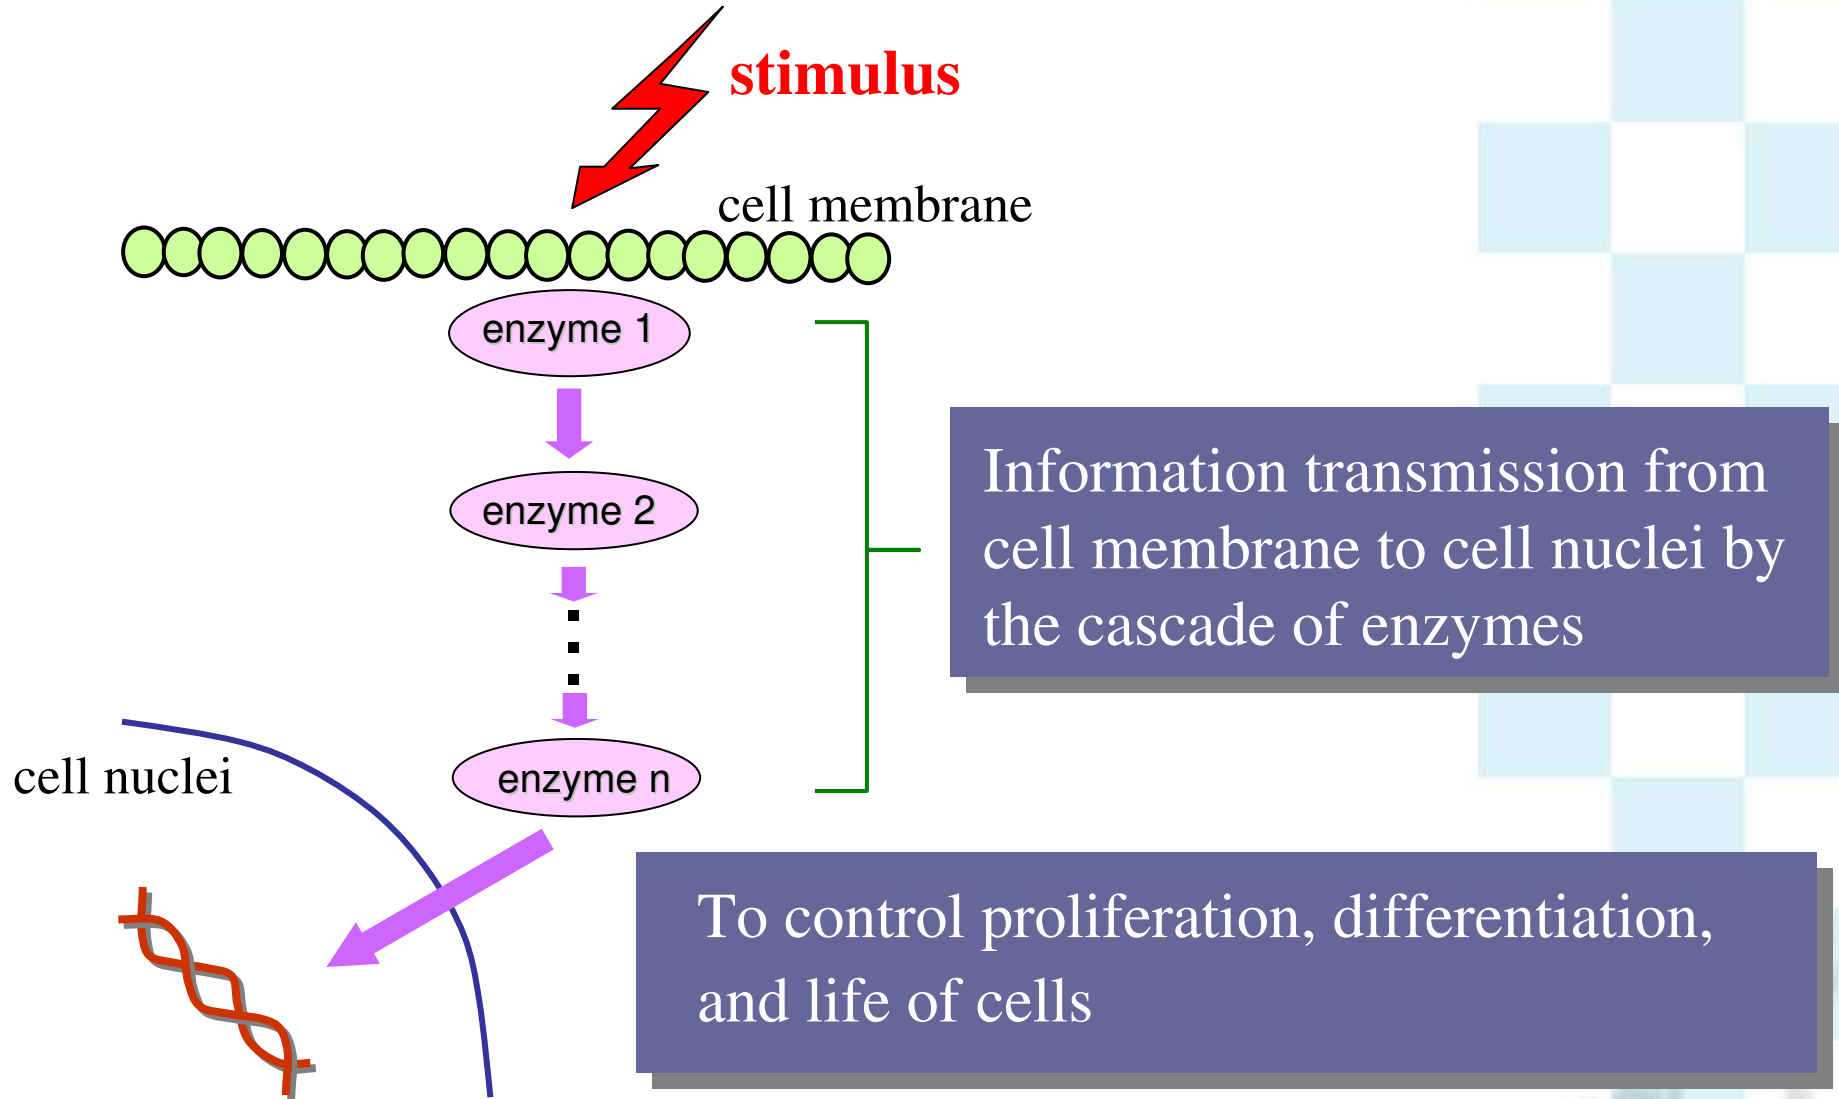 stimulus
cell membrane
enzyme 1
enzyme 2
Information transmission from
cell membrane to cell nuclei by
the cascade of enzymes
cell nuclei
enzyme n
To control proliferation, differentiation,
and life of cells